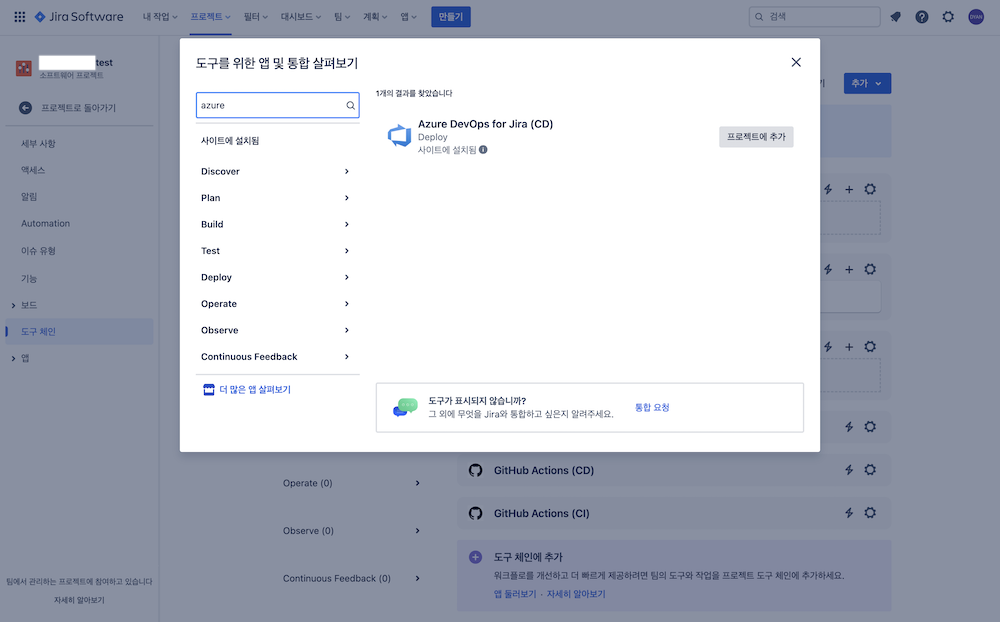 Jira Software 내 작업 프로젝트 필터 대시보드 팀 계획 앱 만들기 검색
test
소프트웨어 프로젝트
프로젝트로 돌아가기
세부 사항
액세스
알림
Automation
이슈 유형
기능
보드
도구 체인
앱
팀에서 관리하는 프로젝트에 참여하고 있습니다
자세히 알아보기
추가
도구를 위한 앱 및 통합 살펴보기
azure
사이트에 설치됨
Discover
Plan
Build
Test
Deploy
Operate
Observe
Continuous Feedback
더 많은 앱 살펴보기
1개의 결과를 찾았습니다
Azure DevOps for Jira (CD)
Deploy
사이트에 설치됨
프로젝트에 추가
도구가 표시되지 않습니까?
그 외에 무엇을 Jira와 통합하고 싶은지 알려주세요.
통합 요청
Operate (0)
Observe (0)
Continuous Feedback (0)
GitHub Actions (CD)
GitHub Actions (CI)
도구 체인에 추가
워크플로를 개선하고 더 빠르게 제공하려면 팀의 도구와 작업을 프로젝트 도구 체인에 추가하세요.
앱 둘러보기 · 자세히 알아보기